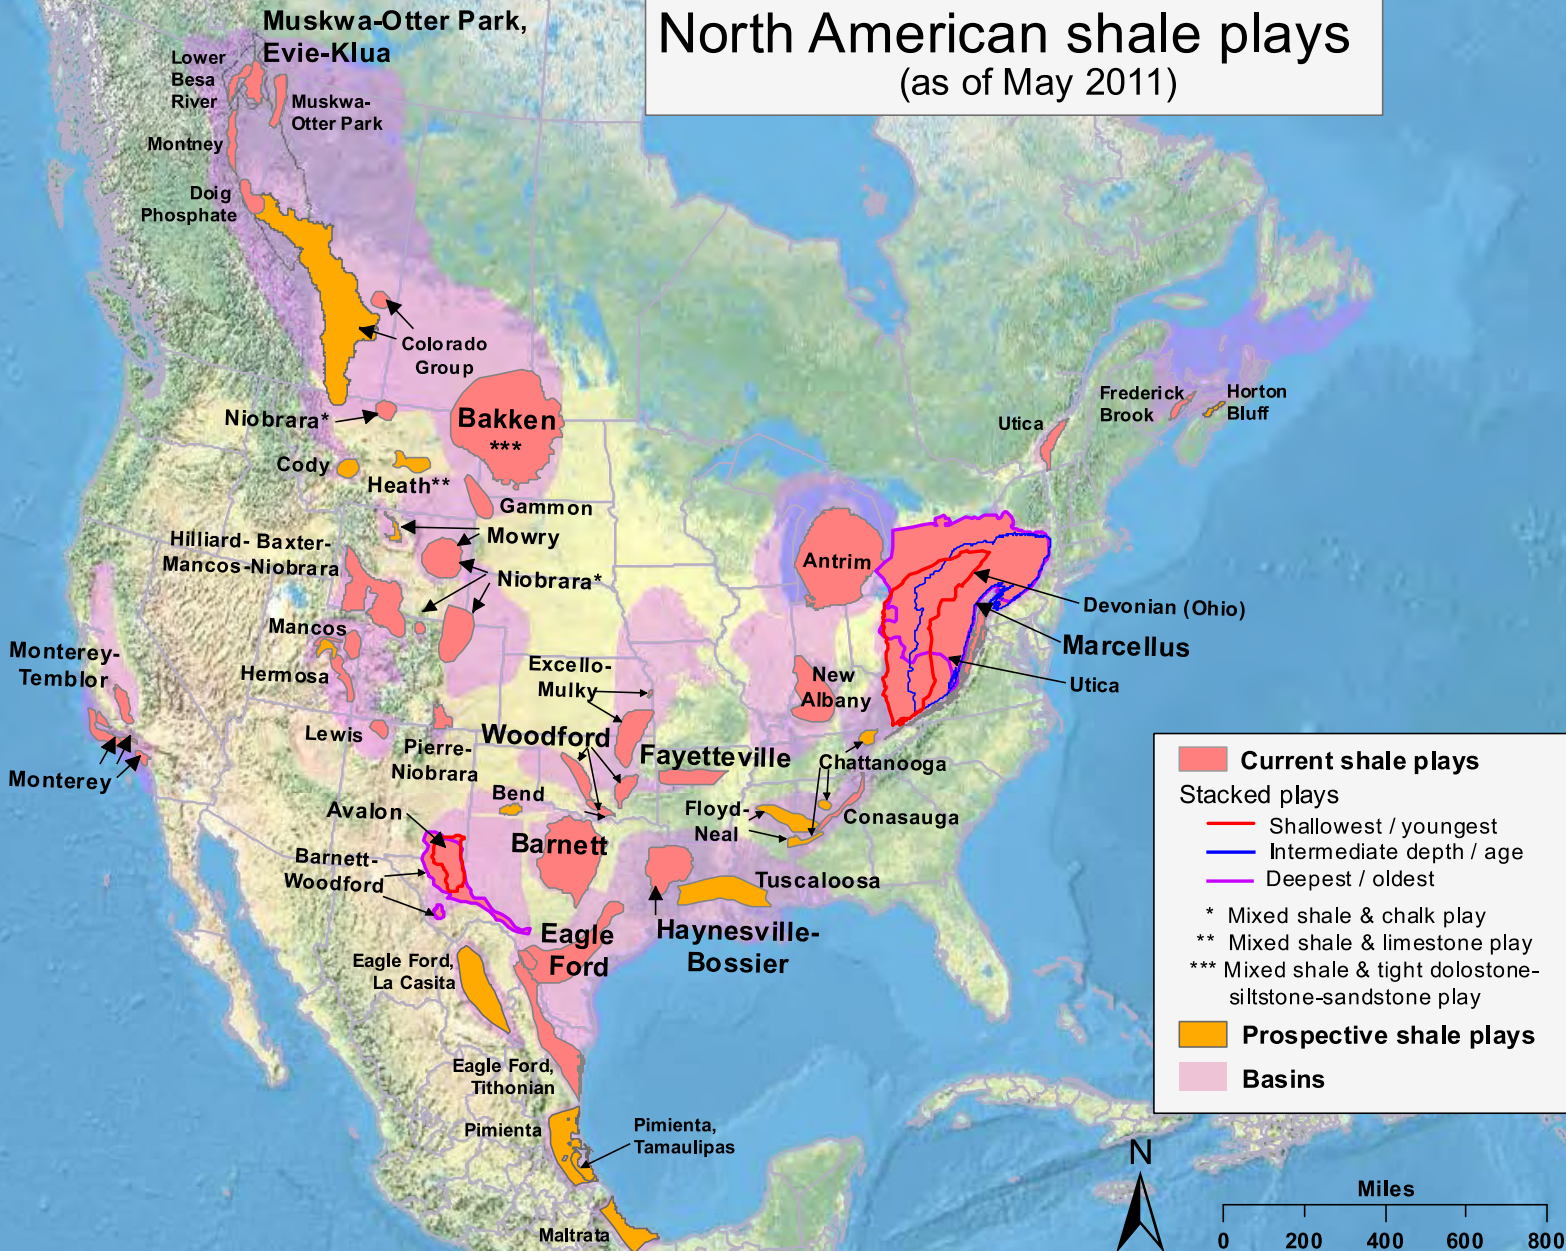 North American shale plays
(as of May 2011)
Muskwa-Otter Park,
Evie-Klua
Lower
Besa
River
Muskwa-
Otter Park
Montney
Doig
Phosphate
Colorado
Group
Niobrara*
Bakken
***
Cody
Heath**
Gammon
Mowry
Hilliard- Baxter-
Mancos-Niobrara
Niobrara*
Mancos
Hermosa
Monterey-
Temblor
Monterey
Lewis
Pierre-
Niobrara
Excello-
Mulky
Woodford
Fayetteville
Bend
Avalon
Barnett
Barnett-
Woodford
Antrim
New
Albany
Utica
Frederick
Brook
Horton
Bluff
Devonian (Ohio)
Marcellus
Utica
Chattanooga
Floyd-
Neal
Conasauga
Tuscaloosa
Haynesville-
Bossier
Eagle
Ford
Eagle Ford,
La Casita
Eagle Ford,
Tithonian
Pimienta
Pimienta,
Tamaulipas
Maltrata
Current shale plays
Stacked plays
Shallowest / youngest
Intermediate depth / age
Deepest / oldest
* Mixed shale & chalk play
** Mixed shale & limestone play
*** Mixed shale & tight dolostone-
siltstone-sandstone play
Prospective shale plays
Basins
N
Miles
0 200 400 600 800